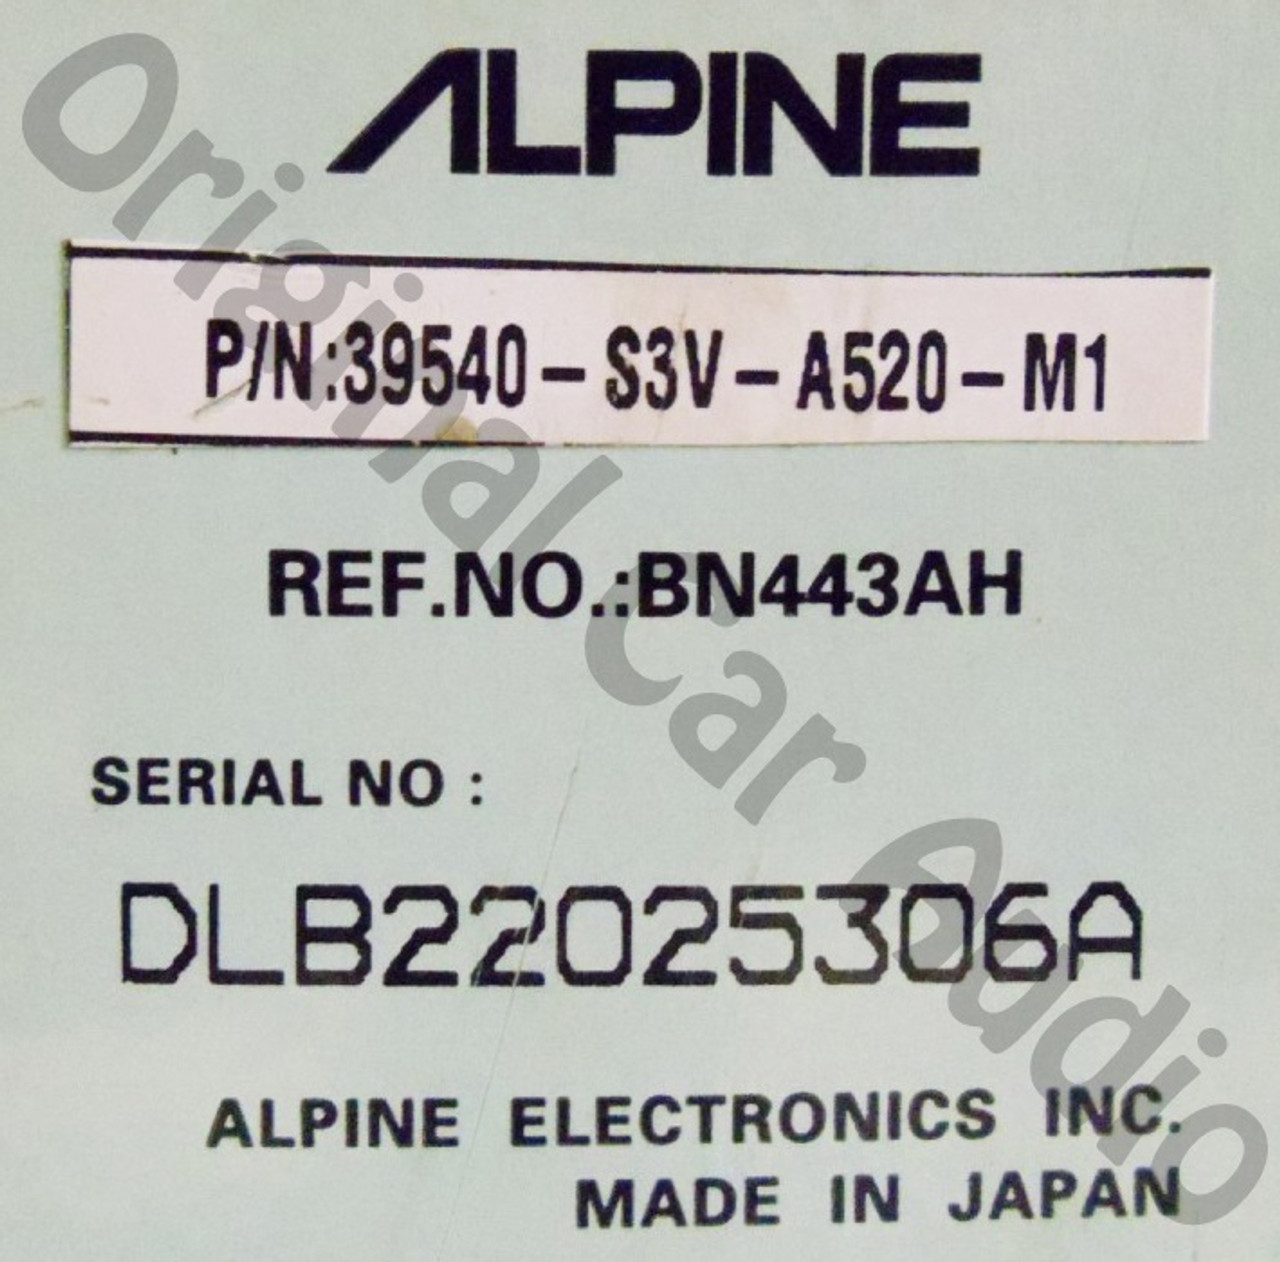 ALPINE
P/N:39540-S3V-A520-M1
REF.NO.:BN443AH
SERIAL NO :
DLB22025306A
ALPINE ELECTRONICS INC.
MADE IN JAPAN
Original Car Audio